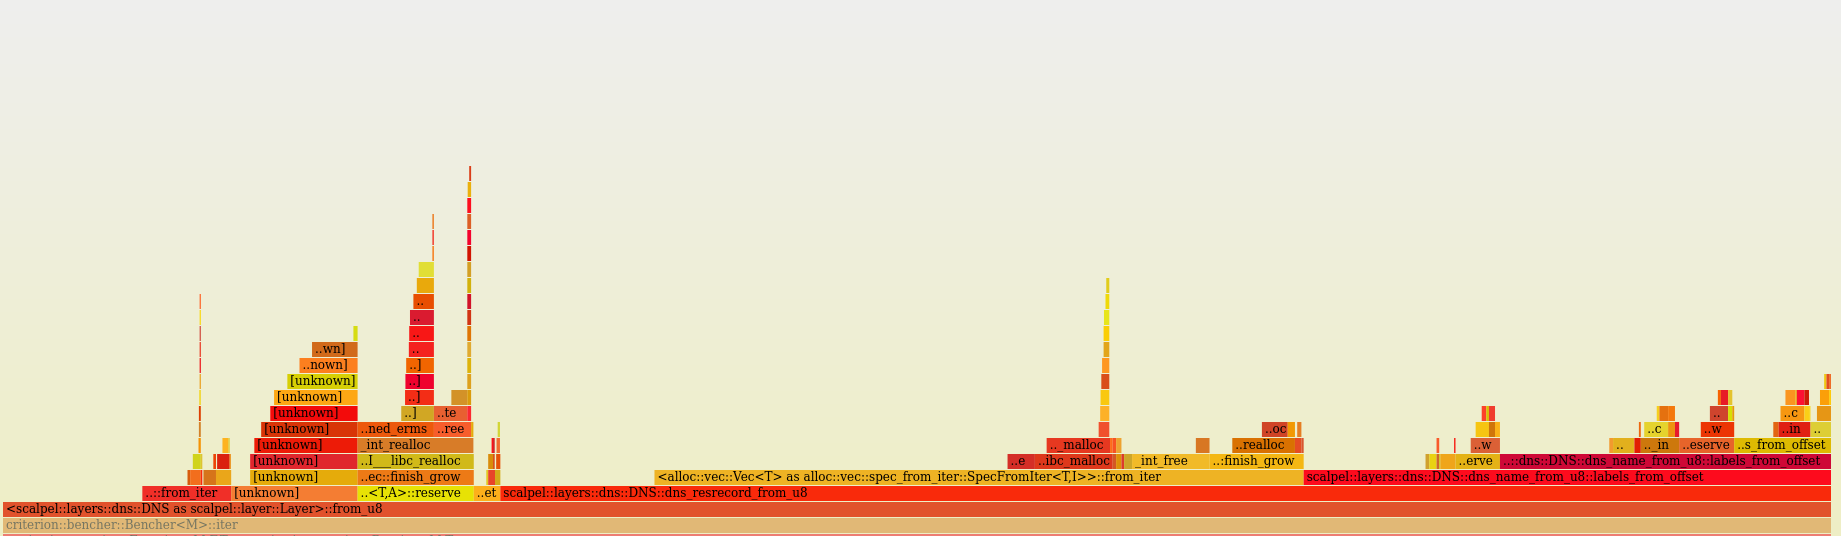 ..wn]
..
..
..
..
..nown]
..]
[unknown]
..]
[unknown]
..]
[unknown]
..]
..te
..
..c
[unknown]
..ned_erms
..ree
..oc
..c
..w
..in
..
[unknown]
_int_realloc
.._malloc
..realloc
..w
..
.._in
..eserve
..s_from_offset
[unknown]
..I___libc_realloc
..e
..ibc_malloc
_int_free
..:finish_grow
..erve
..::dns::DNS::dns_name_from_u8::labels_from_offset
[unknown]
..ec::finish_grow
<alloc::vec::Vec<T> as alloc::vec::spec_from_iter::SpecFromIter<T,I>>::from_iter
scalpel::layers::dns::DNS::dns_name_from_u8::labels_from_offset
..::from_iter
[unknown]
..<T,A>::reserve
..et
scalpel::layers::dns::DNS::dns_resrecord_from_u8
<scalpel::layers::dns::DNS as scalpel::layer::Layer>::from_u8
criterion::bencher::Bencher<M>::iter